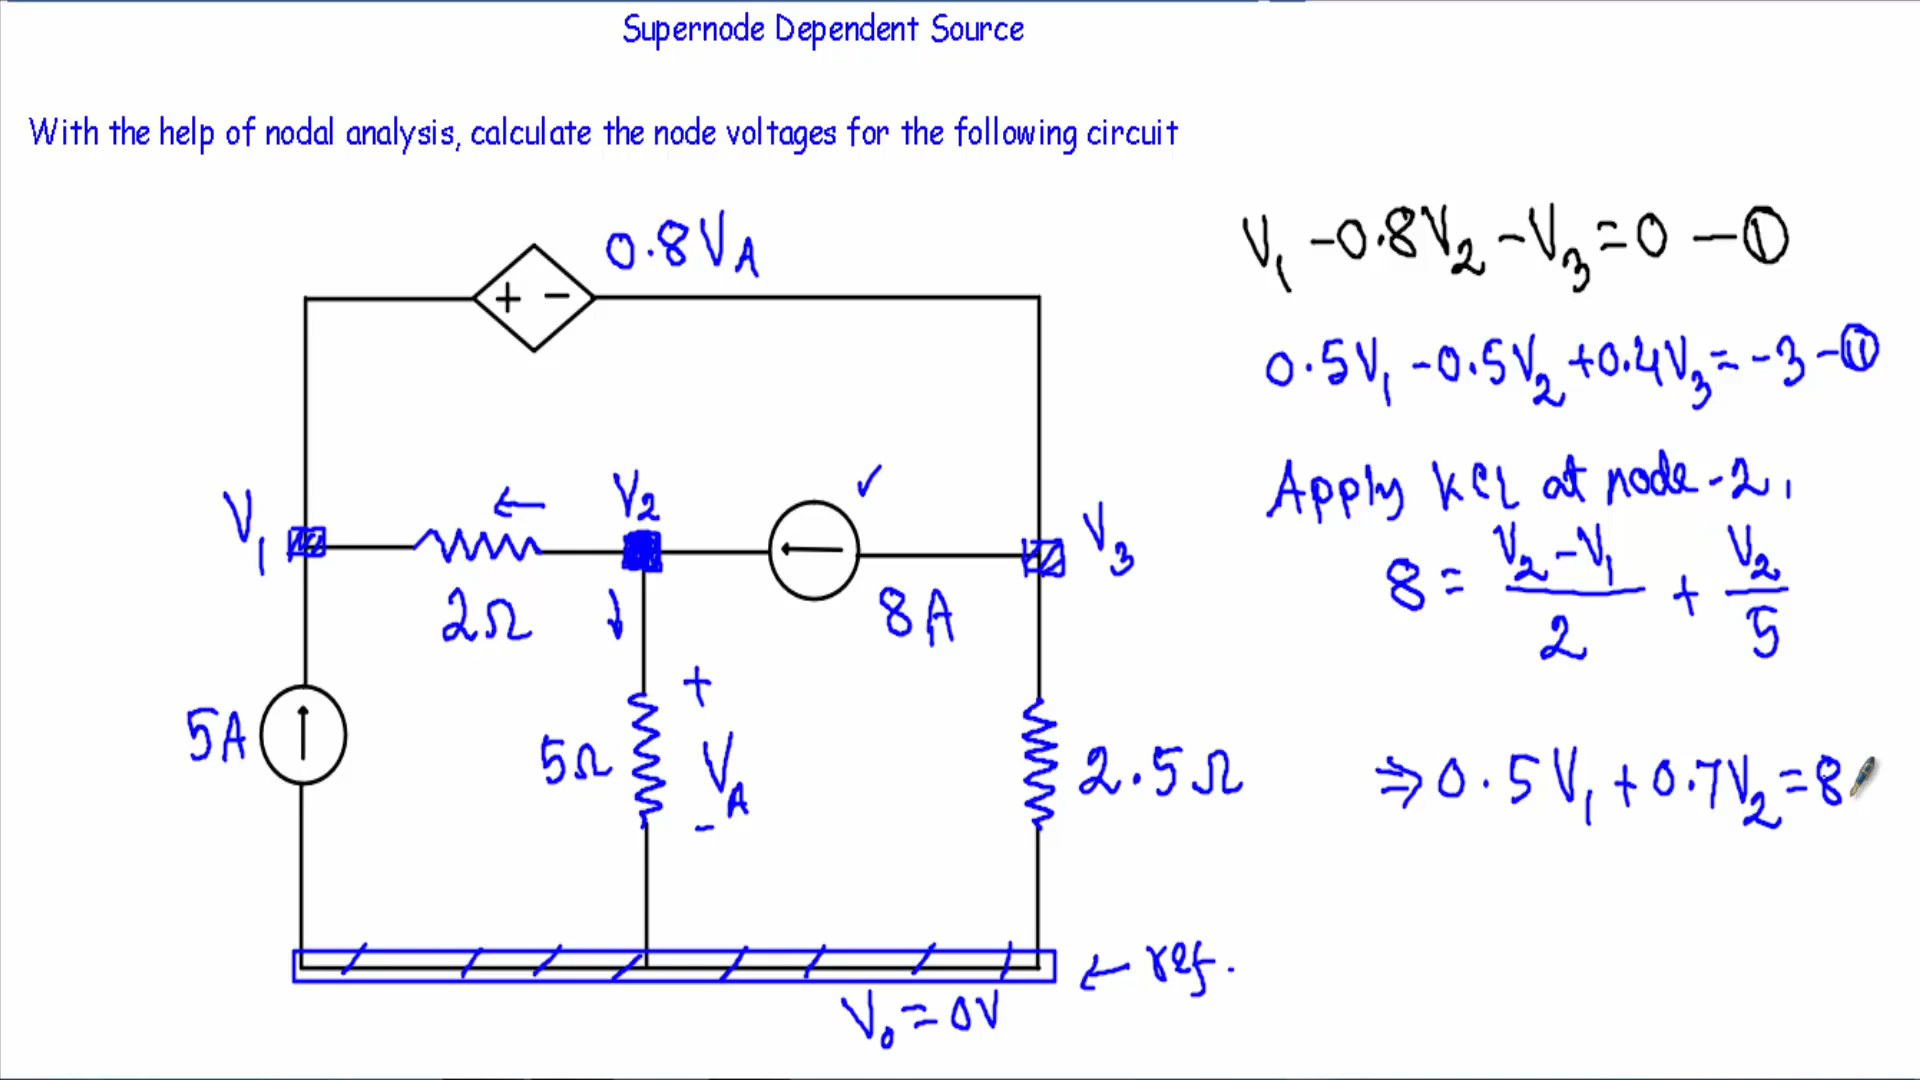 Supernode Dependent Source
With the help of nodal analysis, calculate the node voltages for the following circuit
0.8V_A
+ -
V₁ - 0.8V₂ - V₃ = 0 - ①
0.5V₁ - 0.5V₂ + 0.4V₃ = -3 - ⑪
Apply KCL at node-2,
8 = (V₂ - V₁)/2 + V₂/5
⇒ 0.5V₁ + 0.7V₂ = 8
V₁
← V₂
✓
V₃
2Ω
↓
8A
5A
5Ω
+
V_A
-
2.5Ω
← ref.
V₀ = 0V